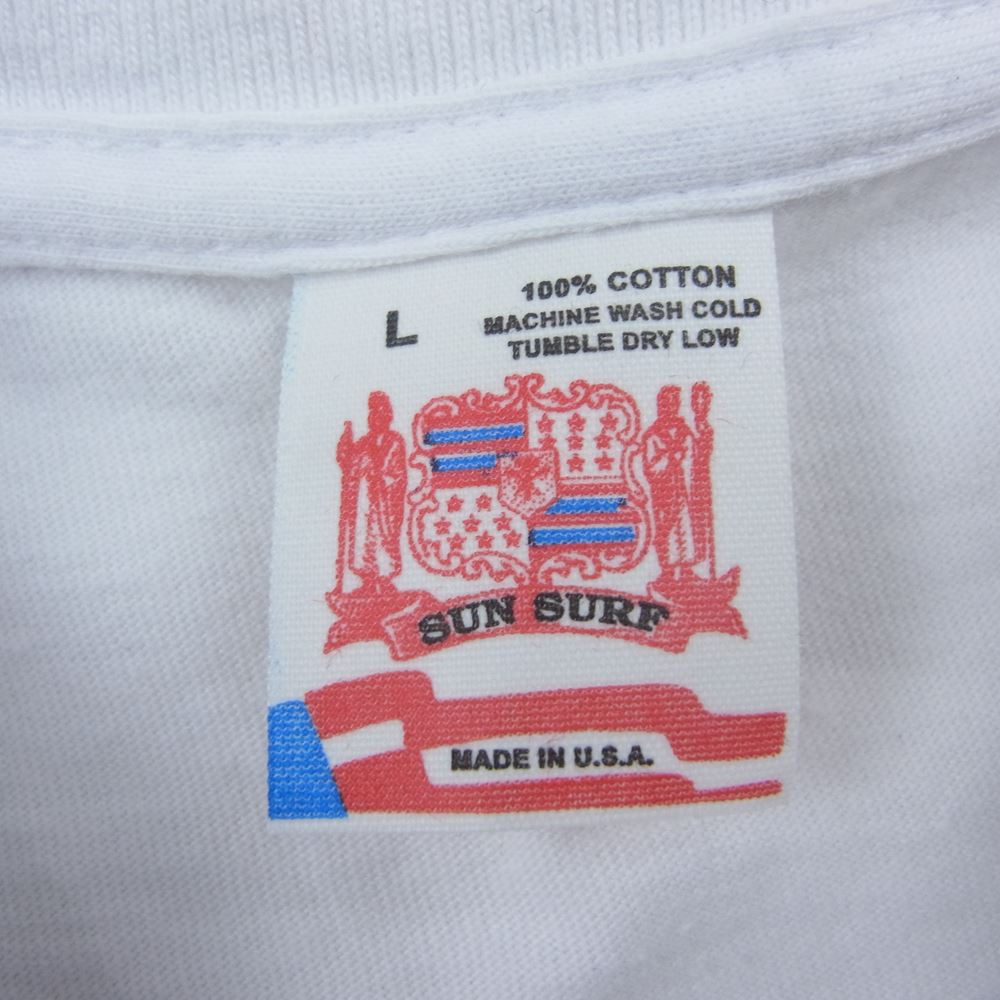 L
100% COTTON
MACHINE WASH COLD
TUMBLE DRY LOW
SUN SURF
MADE IN U.S.A.